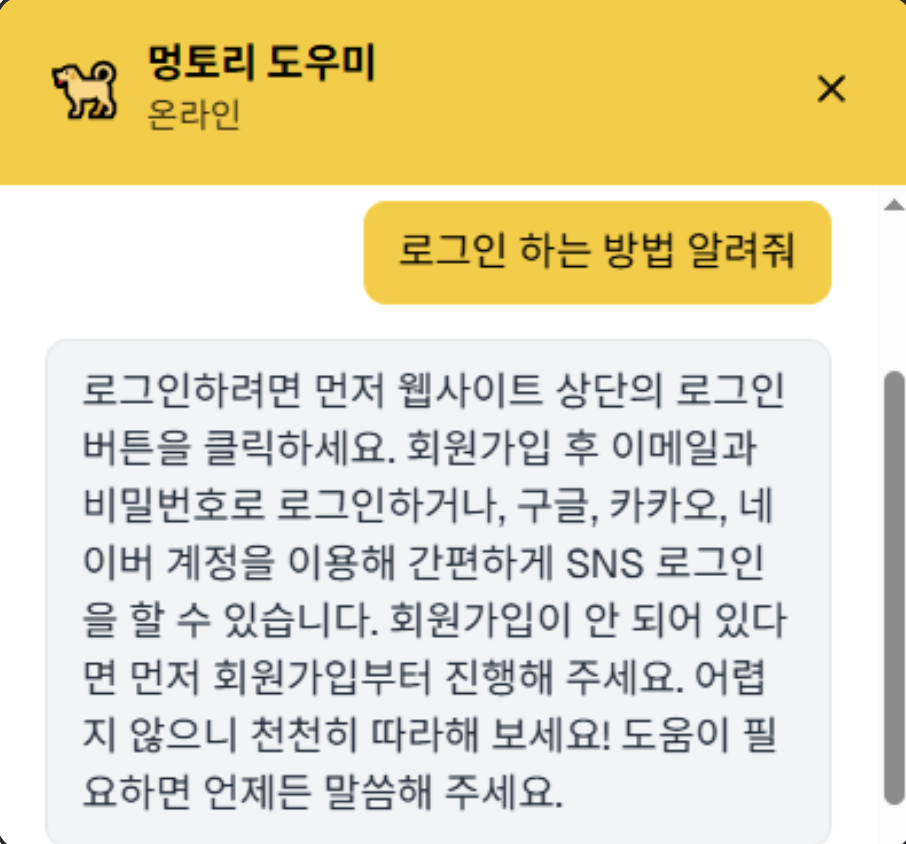 멍토리 도우미
온라인
로그인 하는 방법 알려줘
로그인하려면 먼저 웹사이트 상단의 로그인
버튼을 클릭하세요. 회원가입 후 이메일과
비밀번호로 로그인하거나, 구글, 카카오, 네
이버 계정을 이용해 간편하게 SNS 로그인
을 할 수 있습니다. 회원가입이 안 되어 있다
면 먼저 회원가입부터 진행해 주세요. 어렵
지 않으니 천천히 따라해 보세요! 도움이 필
요하면 언제든 말씀해 주세요.